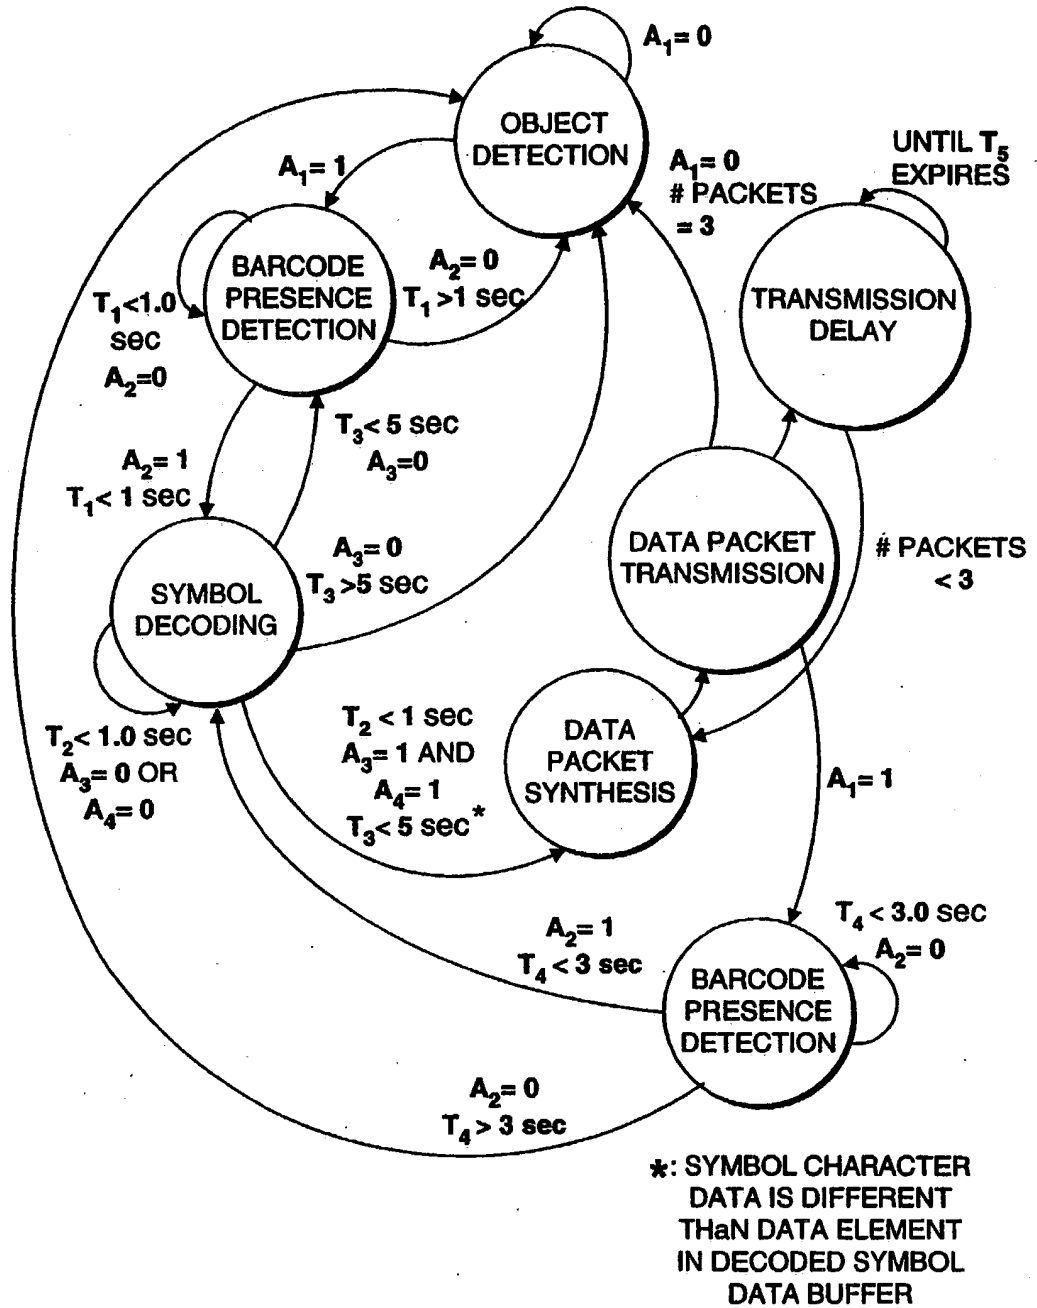 A₁= 0
OBJECT
DETECTION
A₁= 1
A₁= 0
# PACKETS
= 3
UNTIL T₅
EXPIRES
TRANSMISSION
DELAY
BARCODE
PRESENCE
DETECTION
A₂= 0
T₁ >1 sec
T₁<1.0
sec
A₂=0
T₃< 5 sec
A₃=0
A₂= 1
T₁< 1 sec
A₃= 0
T₃ >5 sec
SYMBOL
DECODING
DATA PACKET
TRANSMISSION
# PACKETS
< 3
T₂< 1.0 sec
A₃= 0 OR
A₄= 0
T₂ < 1 sec
A₃= 1 AND
A₄= 1
T₃< 5 sec*
DATA
PACKET
SYNTHESIS
A₁= 1
T₄ < 3.0 sec
A₂= 0
A₂= 1
T₄ < 3 sec
BARCODE
PRESENCE
DETECTION
A₂= 0
T₄ > 3 sec
*: SYMBOL CHARACTER
DATA IS DIFFERENT
THaN DATA ELEMENT
IN DECODED SYMBOL
DATA BUFFER